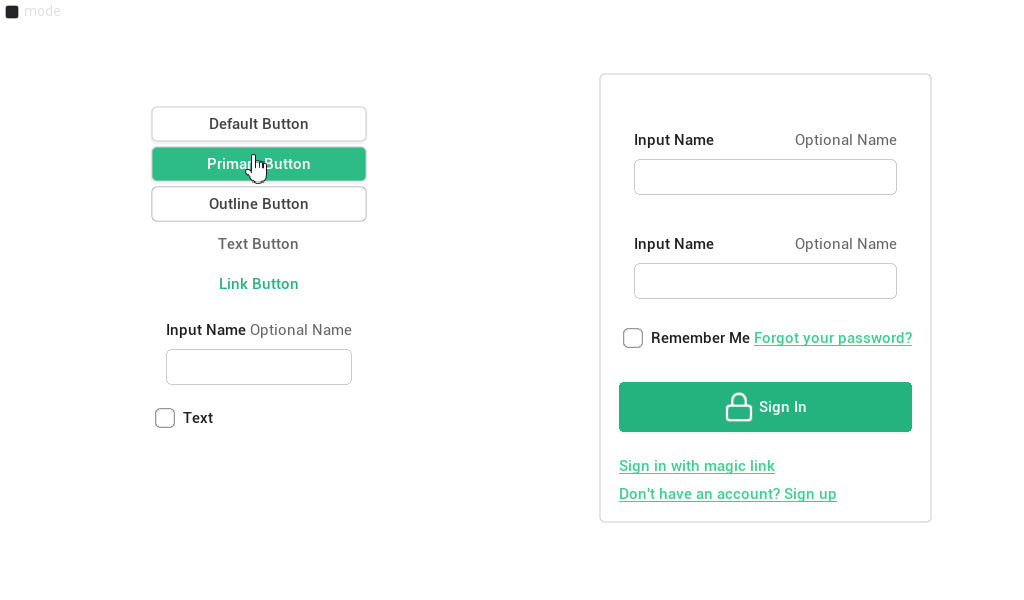 mode
Default Button
Primary Button
Outline Button
Text Button
Link Button
Input Name Optional Name
Text
Input Name Optional Name
Input Name Optional Name
Remember Me Forgot your password?
Sign In
Sign in with magic link
Don't have an account? Sign up